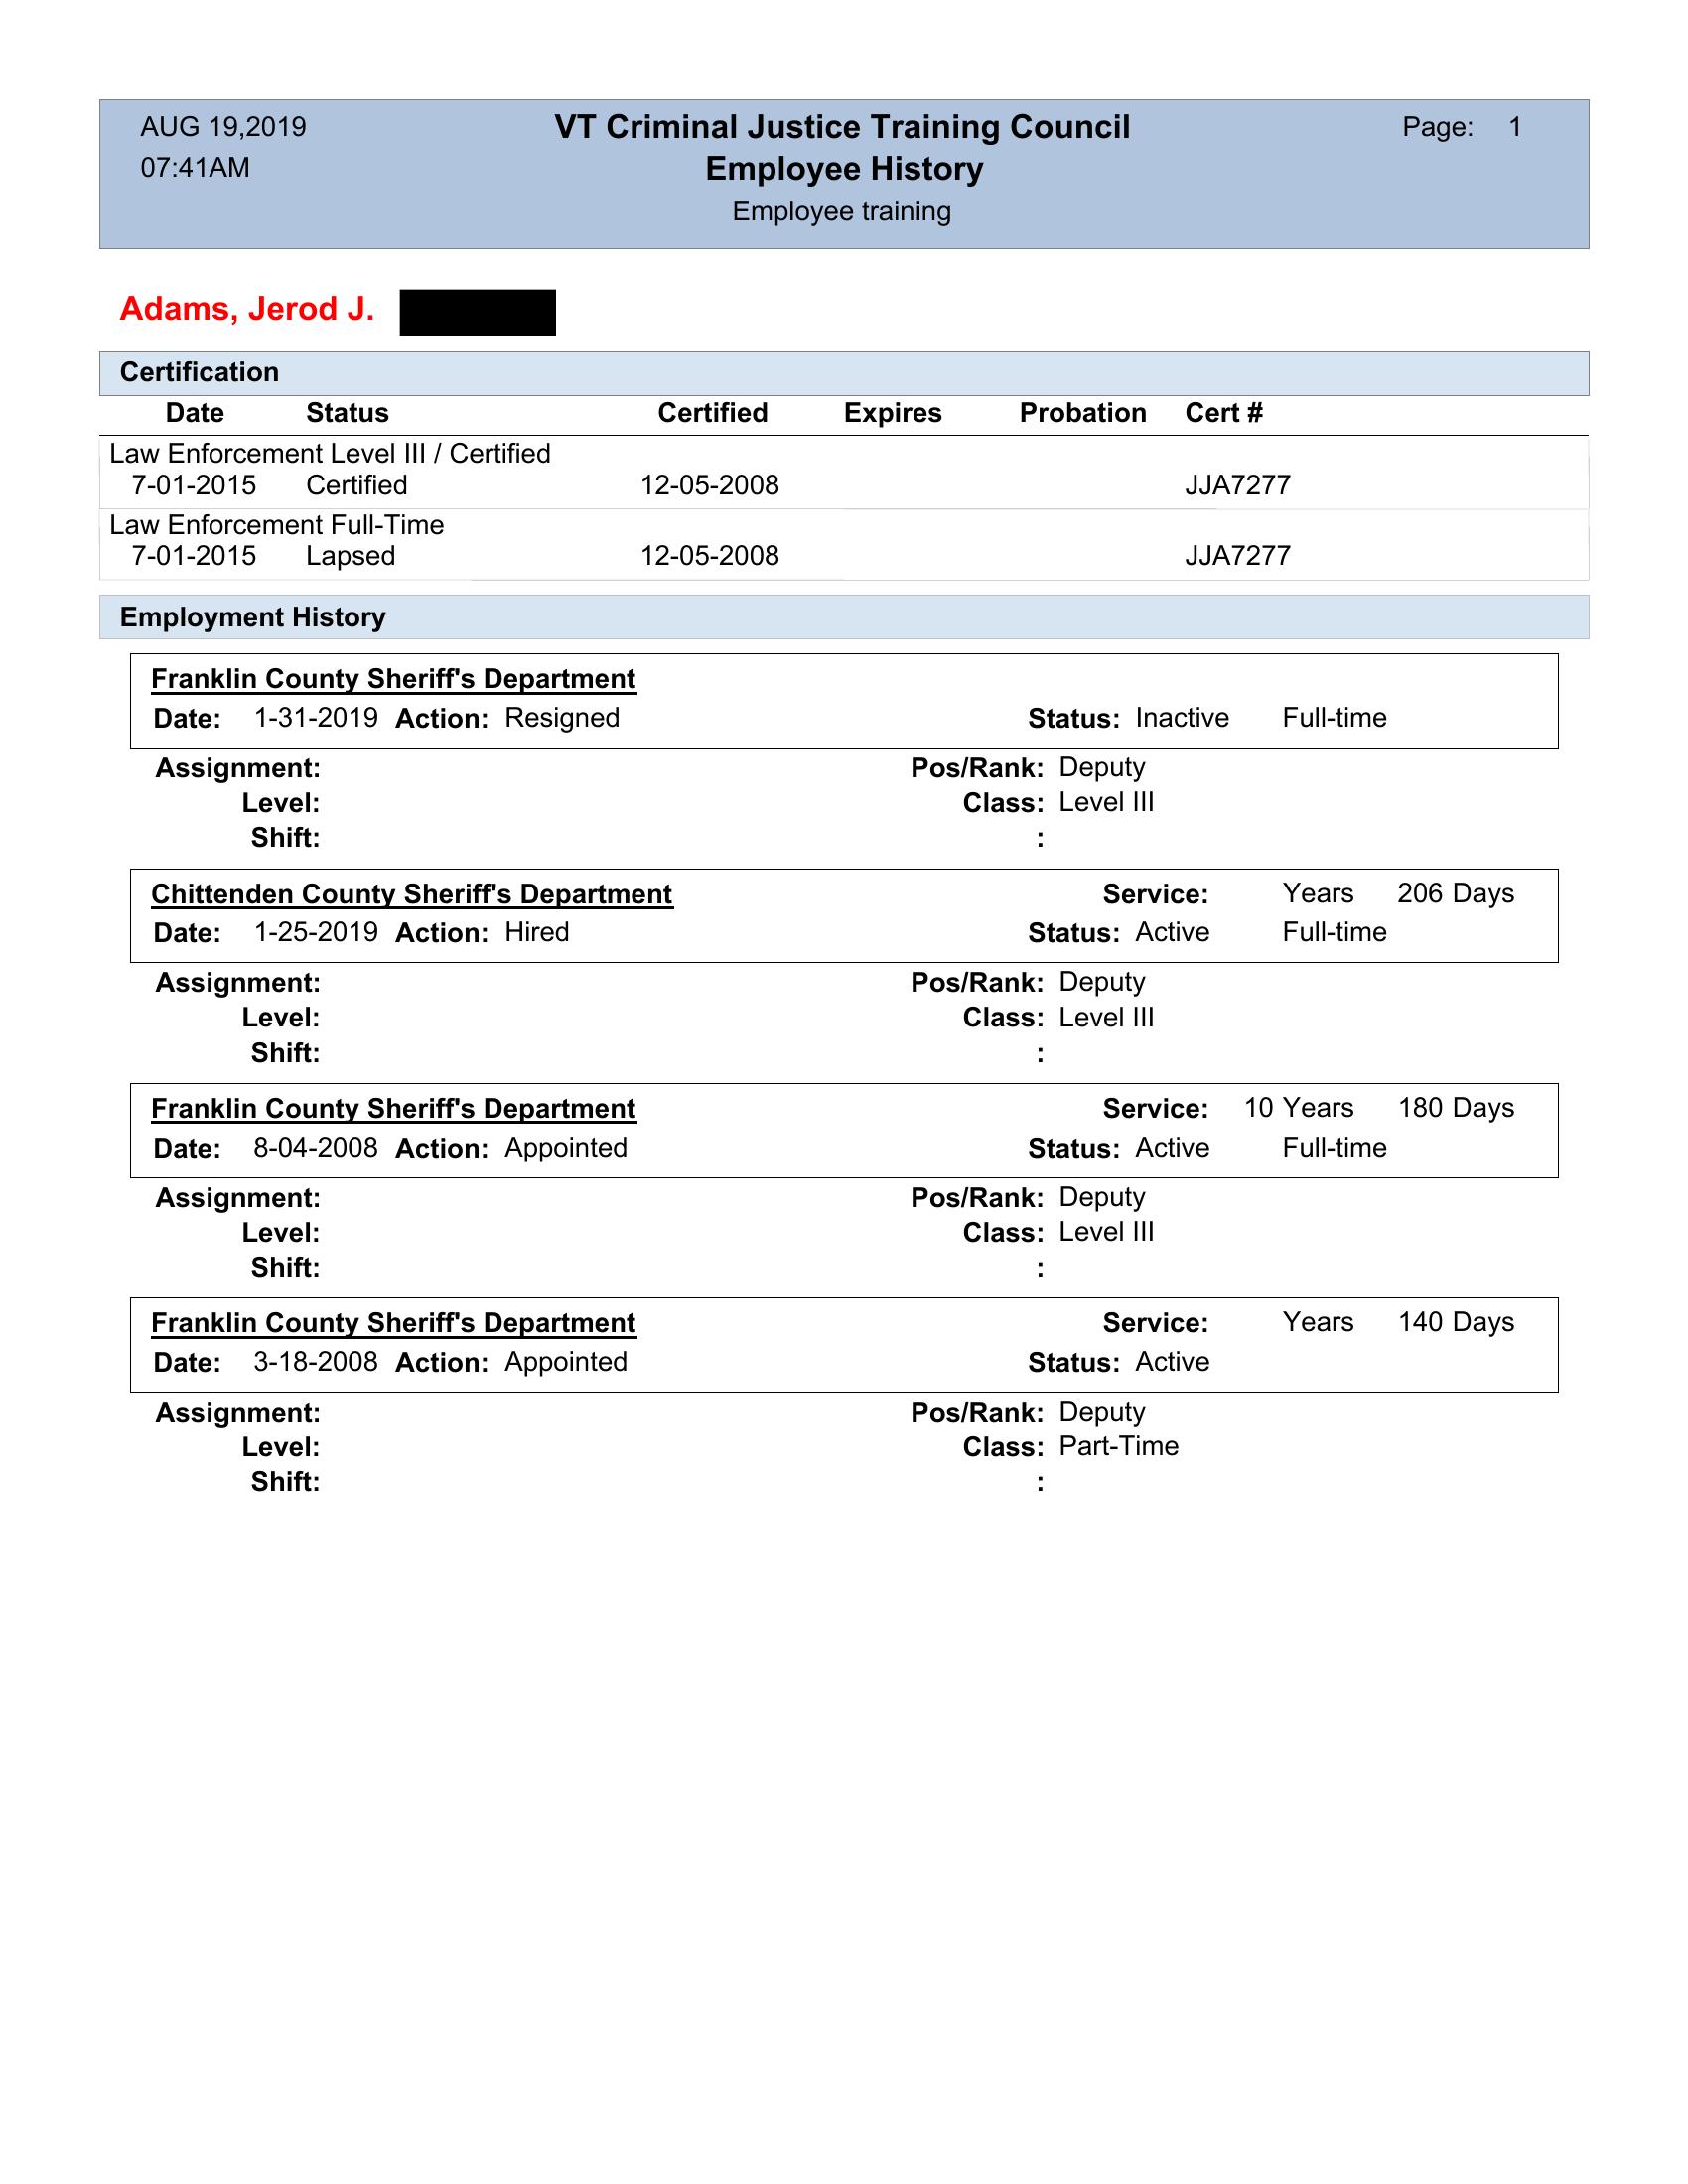 AUG 19,2019 VT Criminal Justice Training Council Page: 1
07:41AM Employee History
Employee training
Adams, Jerod J.
Certification
Date Status Certified Expires Probation Cert #
Law Enforcement Level III / Certified
7-01-2015 Certified 12-05-2008 JJA7277
Law Enforcement Full-Time
7-01-2015 Lapsed 12-05-2008 JJA7277
Employment History
Franklin County Sheriff's Department
Date: 1-31-2019 Action: Resigned Status: Inactive Full-time
Assignment: Pos/Rank: Deputy
Level: Class: Level III
Shift: :
Chittenden County Sheriff's Department Service: Years 206 Days
Date: 1-25-2019 Action: Hired Status: Active Full-time
Assignment: Pos/Rank: Deputy
Level: Class: Level III
Shift: :
Franklin County Sheriff's Department Service: 10 Years 180 Days
Date: 8-04-2008 Action: Appointed Status: Active Full-time
Assignment: Pos/Rank: Deputy
Level: Class: Level III
Shift: :
Franklin County Sheriff's Department Service: Years 140 Days
Date: 3-18-2008 Action: Appointed Status: Active
Assignment: Pos/Rank: Deputy
Level: Class: Part-Time
Shift: :